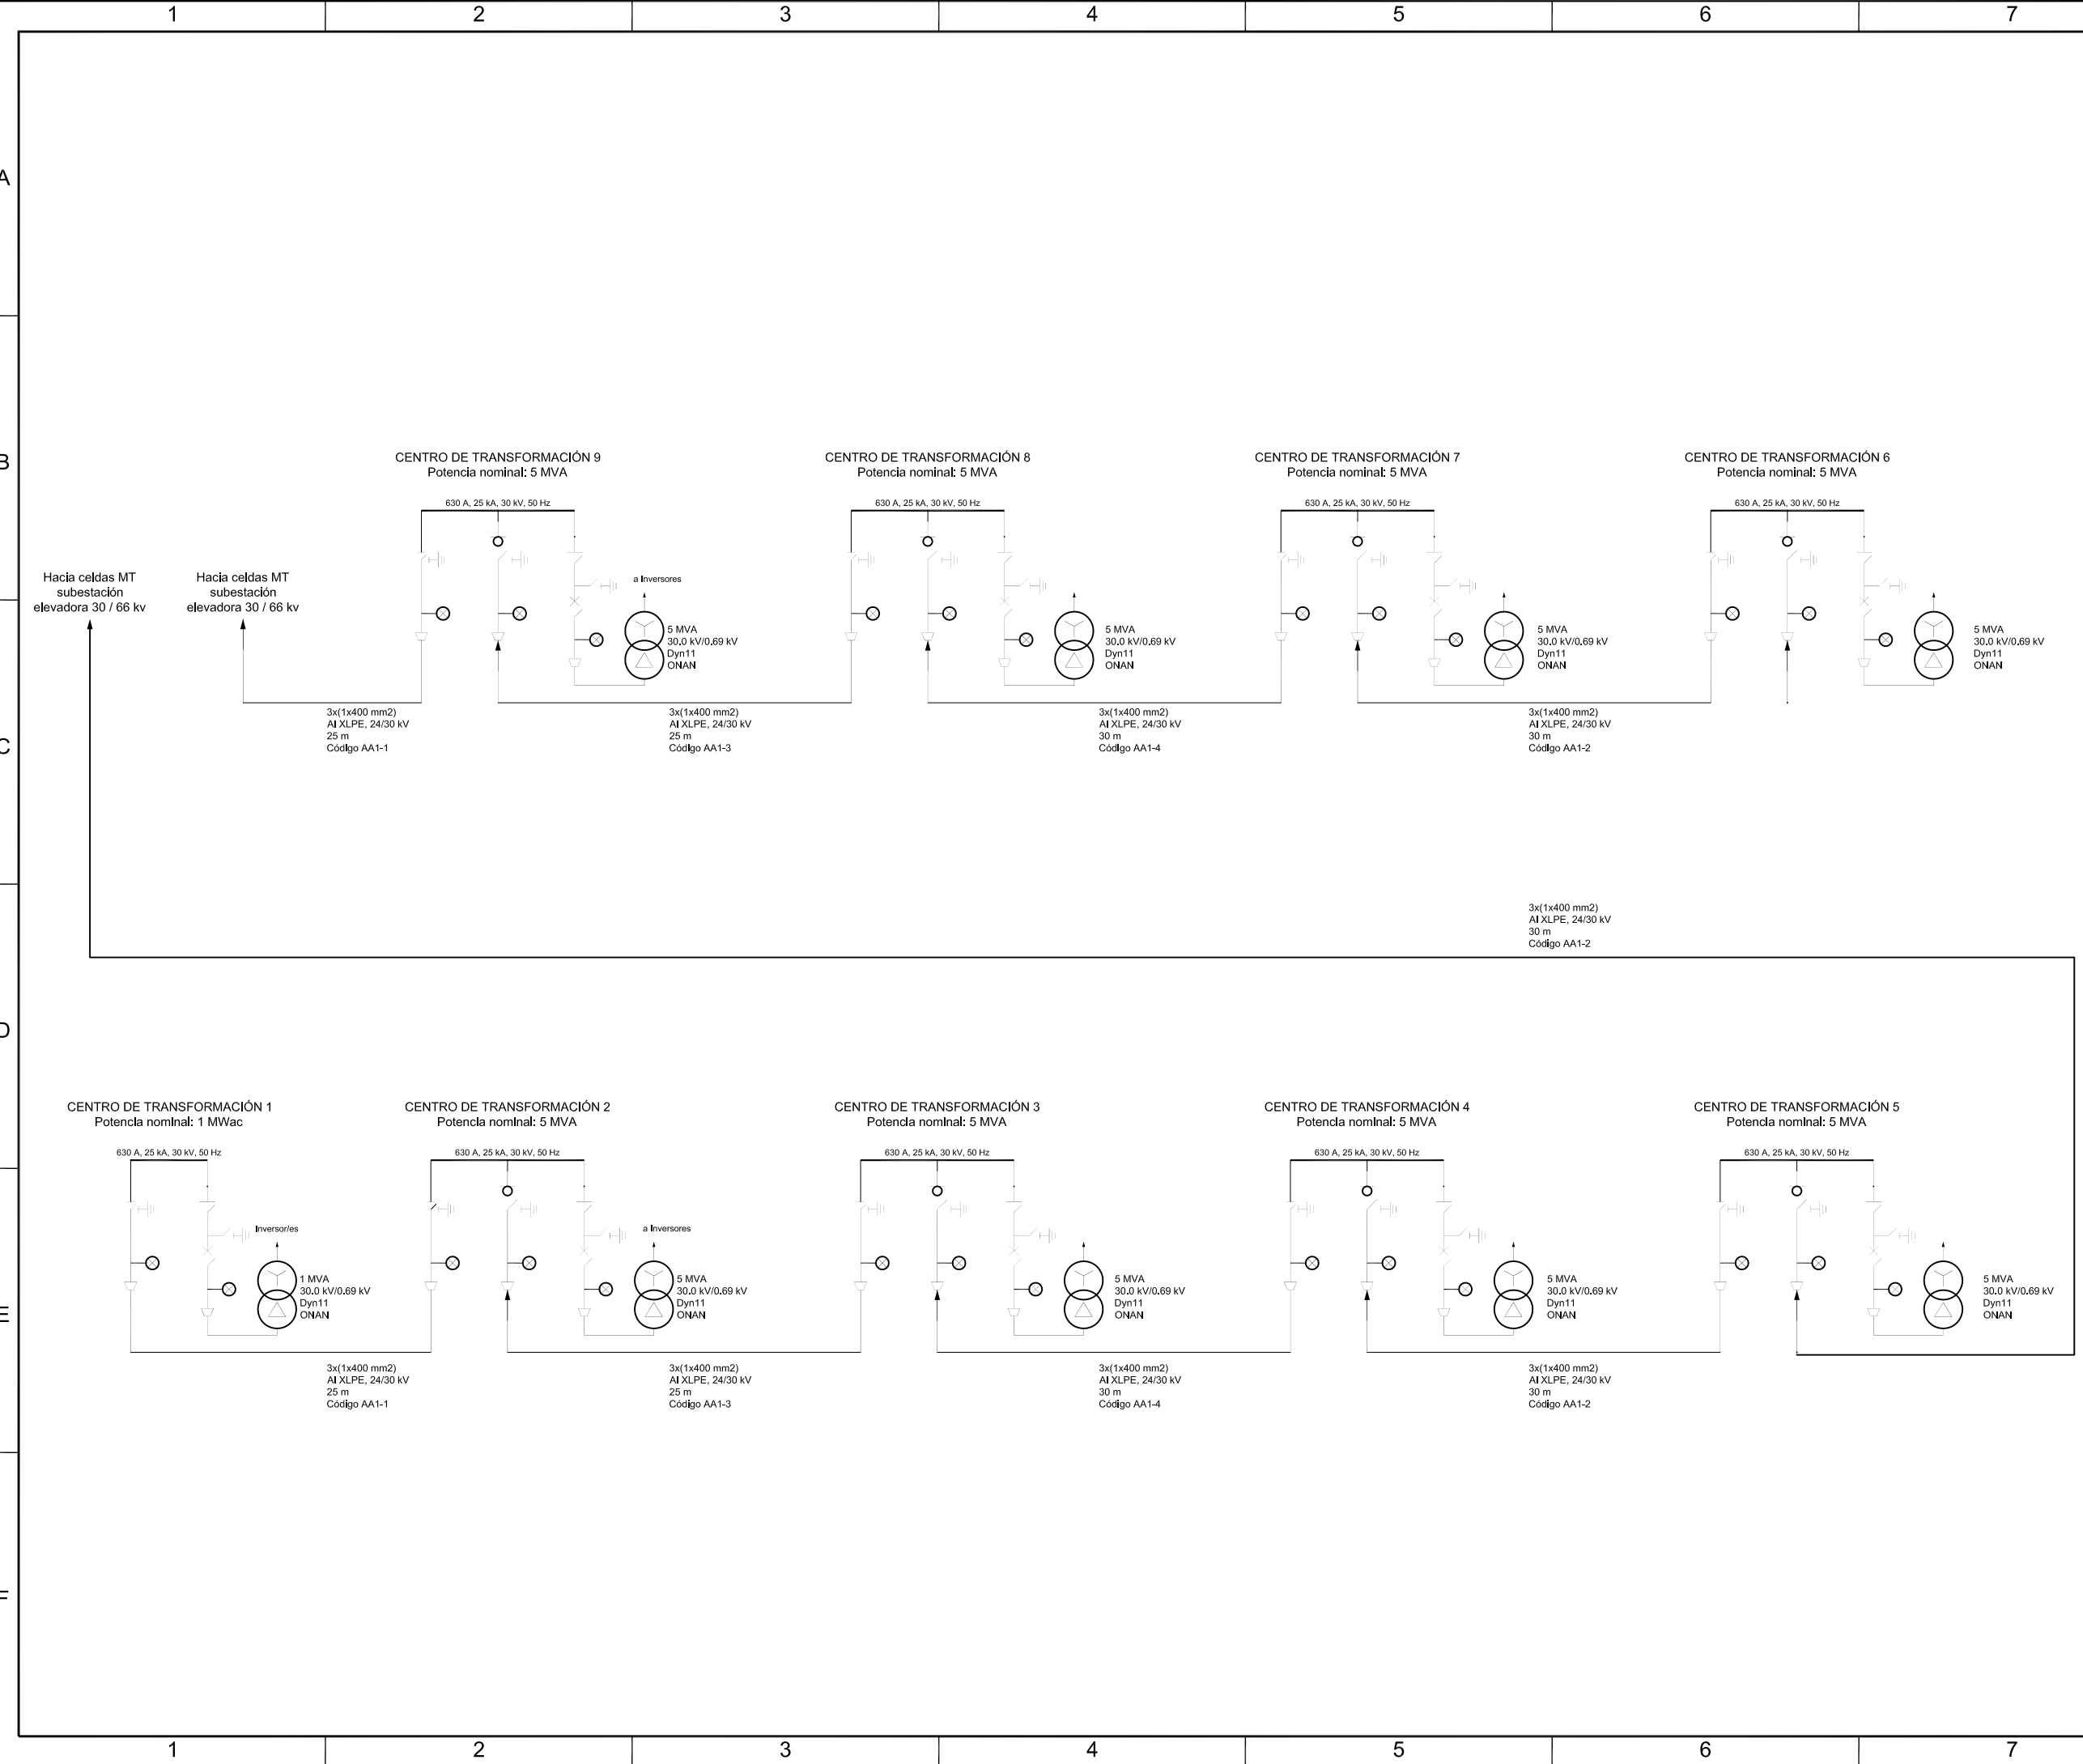 1 2 3 4 5 6 7
A
B
C
D
E
F
CENTRO DE TRANSFORMACIÓN 9
Potencia nominal: 5 MVA
630 A, 25 kA, 30 kV, 50 Hz
CENTRO DE TRANSFORMACIÓN 8
Potencia nominal: 5 MVA
630 A, 25 kA, 30 kV, 50 Hz
CENTRO DE TRANSFORMACIÓN 7
Potencia nominal: 5 MVA
630 A, 25 kA, 30 kV, 50 Hz
CENTRO DE TRANSFORMACIÓN 6
Potencia nominal: 5 MVA
630 A, 25 kA, 30 kV, 50 Hz
Hacia celdas MT
subestación
elevadora 30 / 66 kv
Hacia celdas MT
subestación
elevadora 30 / 66 kv
a Inversores
5 MVA
30.0 kV/0.69 kV
Dyn11
ONAN
5 MVA
30.0 kV/0.69 kV
Dyn11
ONAN
5 MVA
30.0 kV/0.69 kV
Dyn11
ONAN
5 MVA
30.0 kV/0.69 kV
Dyn11
ONAN
3x(1x400 mm2)
Al XLPE, 24/30 kV
25 m
Código AA1-1
3x(1x400 mm2)
Al XLPE, 24/30 kV
25 m
Código AA1-3
3x(1x400 mm2)
Al XLPE, 24/30 kV
30 m
Código AA1-4
3x(1x400 mm2)
Al XLPE, 24/30 kV
30 m
Código AA1-2
3x(1x400 mm2)
Al XLPE, 24/30 kV
30 m
Código AA1-2
CENTRO DE TRANSFORMACIÓN 1
Potencia nominal: 1 MWac
630 A, 25 kA, 30 kV, 50 Hz
CENTRO DE TRANSFORMACIÓN 2
Potencia nominal: 5 MVA
630 A, 25 kA, 30 kV, 50 Hz
CENTRO DE TRANSFORMACIÓN 3
Potencia nominal: 5 MVA
630 A, 25 kA, 30 kV, 50 Hz
CENTRO DE TRANSFORMACIÓN 4
Potencia nominal: 5 MVA
630 A, 25 kA, 30 kV, 50 Hz
CENTRO DE TRANSFORMACIÓN 5
Potencia nominal: 5 MVA
630 A, 25 kA, 30 kV, 50 Hz
Inversor/es
a Inversores
1 MVA
30.0 kV/0.69 kV
Dyn11
ONAN
5 MVA
30.0 kV/0.69 kV
Dyn11
ONAN
5 MVA
30.0 kV/0.69 kV
Dyn11
ONAN
5 MVA
30.0 kV/0.69 kV
Dyn11
ONAN
5 MVA
30.0 kV/0.69 kV
Dyn11
ONAN
3x(1x400 mm2)
Al XLPE, 24/30 kV
25 m
Código AA1-1
3x(1x400 mm2)
Al XLPE, 24/30 kV
25 m
Código AA1-3
3x(1x400 mm2)
Al XLPE, 24/30 kV
30 m
Código AA1-4
3x(1x400 mm2)
Al XLPE, 24/30 kV
30 m
Código AA1-2
1 2 3 4 5 6 7